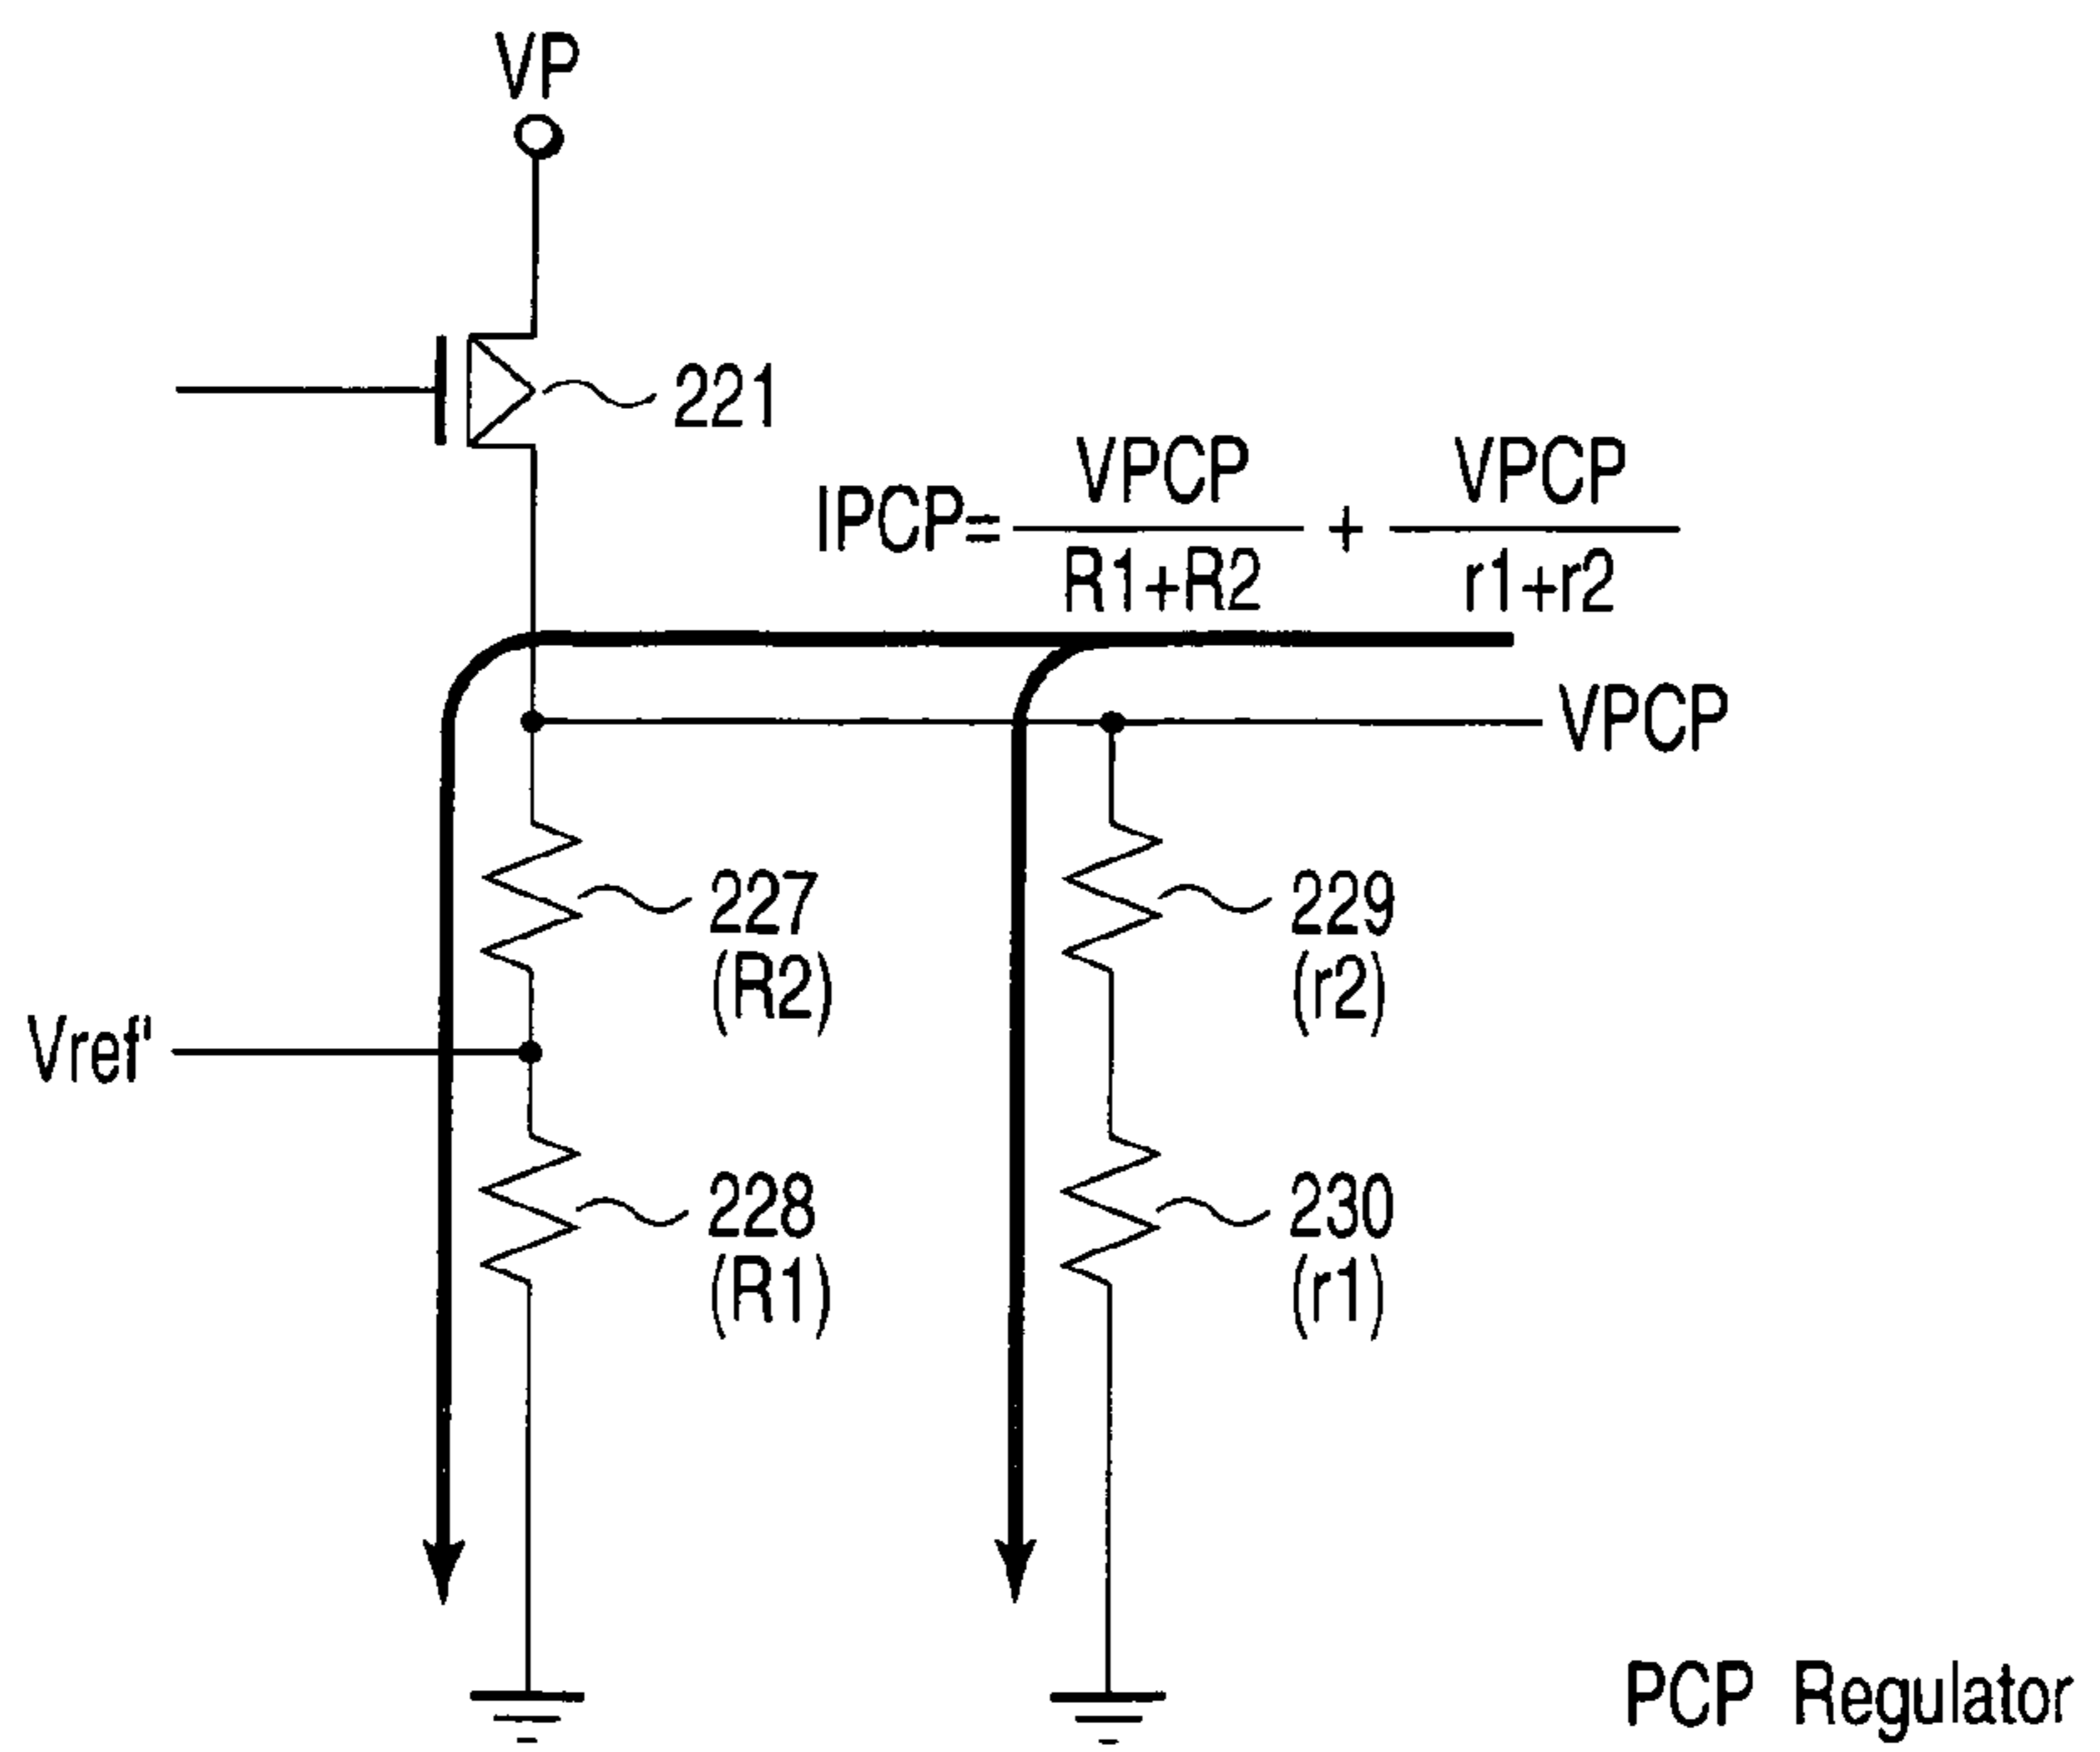 VP
221
IPCP= VPCP / R1+R2 + VPCP / r1+r2
VPCP
227
(R2)
229
(r2)
Vref'
228
(R1)
230
(r1)
PCP Regulator